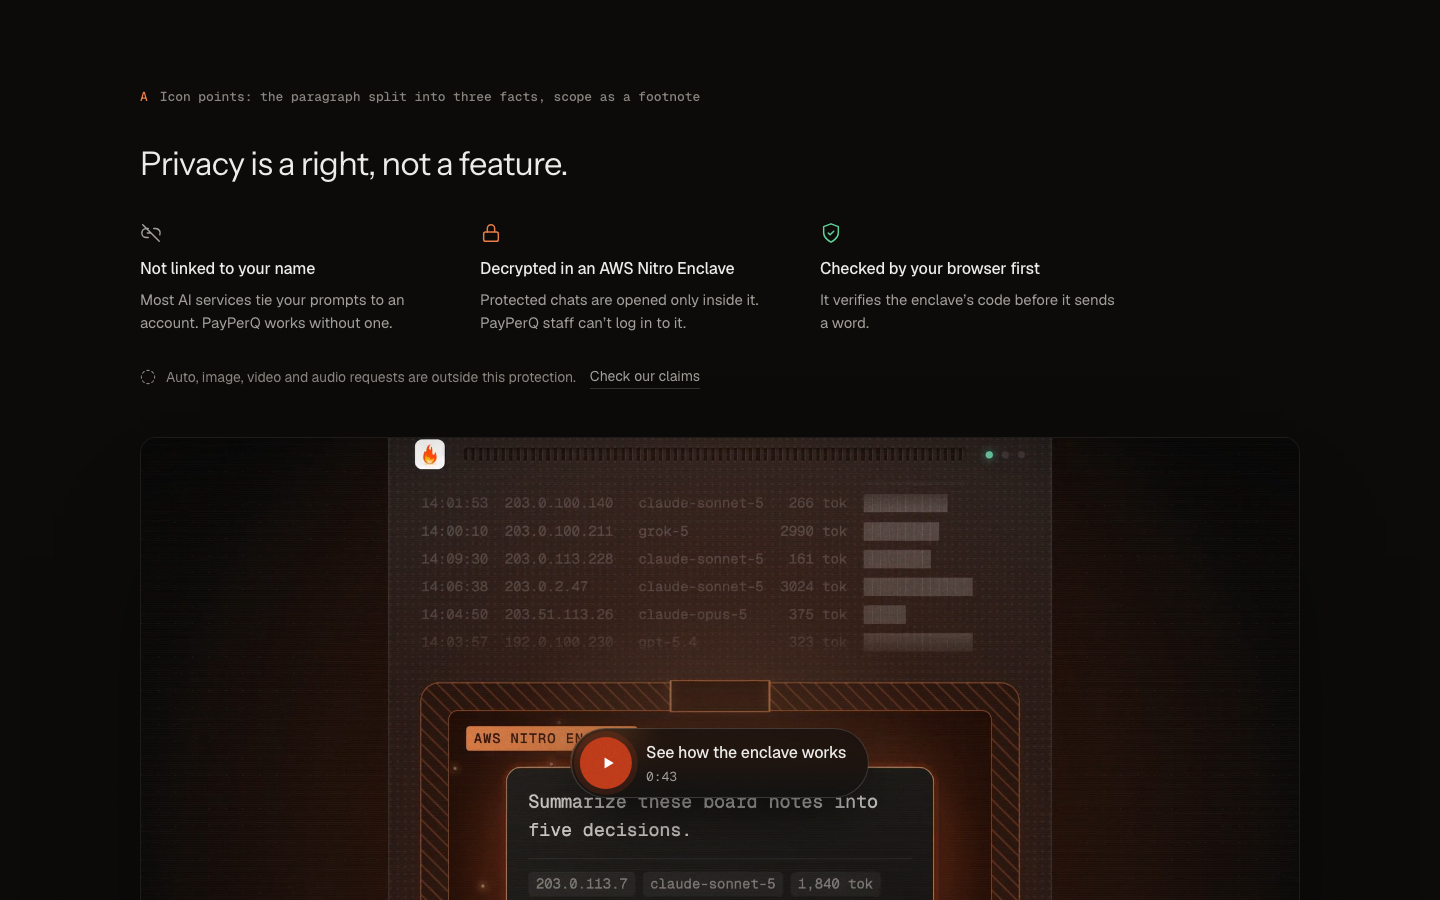 A Icon points: the paragraph split into three facts, scope as a footnote
Privacy is a right, not a feature.
Not linked to your name
Most AI services tie your prompts to an
account. PayPerQ works without one.
Decrypted in an AWS Nitro Enclave
Protected chats are opened only inside it.
PayPerQ staff can’t log in to it.
Checked by your browser first
It verifies the enclave’s code before it sends
a word.
Auto, image, video and audio requests are outside this protection. Check our claims
14:01:53 203.0.100.140 claude-sonnet-5 266 tok
14:00:10 203.0.100.211 grok-5 2990 tok
14:09:30 203.0.113.228 claude-sonnet-5 161 tok
14:06:38 203.0.2.47 claude-sonnet-5 3024 tok
14:04:50 203.51.113.26 claude-opus-5 375 tok
14:03:57 192.0.100.230 gpt-5.4 323 tok
AWS NITRO
See how the enclave works
0:43
Summarize these board notes into
five decisions.
203.0.113.7 claude-sonnet-5 1,840 tok